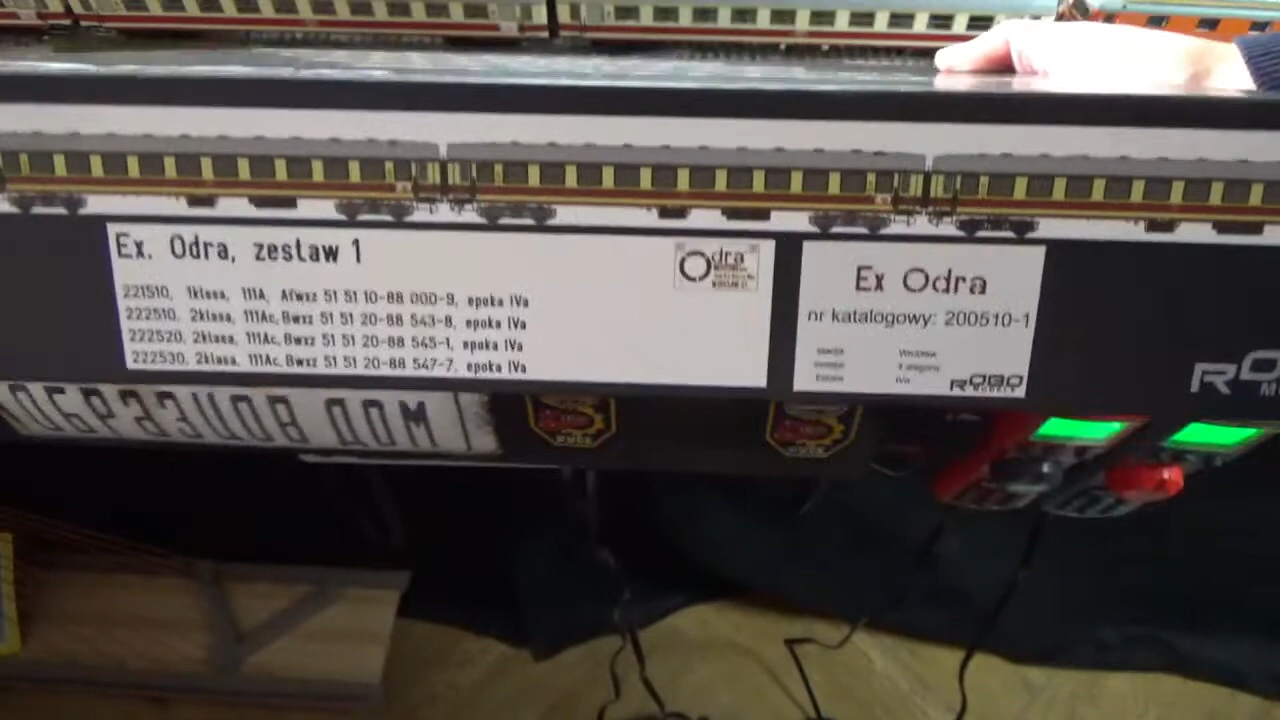 Ex. Odra, zestaw 1
221510, 1klasa, 111A, Afwxz 51 51 10-88 000-9, epoka IVa
222510, 2klasa, 111Ac, Bwxz 51 51 20-88 543-8, epoka IVa
222520, 2klasa, 111Ac, Bwxz 51 51 20-88 545-1, epoka IVa
222530, 2klasa, 111Ac, Bwxz 51 51 20-88 547-7, epoka IVa
Odra
Ex Odra
nr katalogowy: 200510-1
IVa
ROBO
MODELS
ОБРАЗЦОВ ДОМ